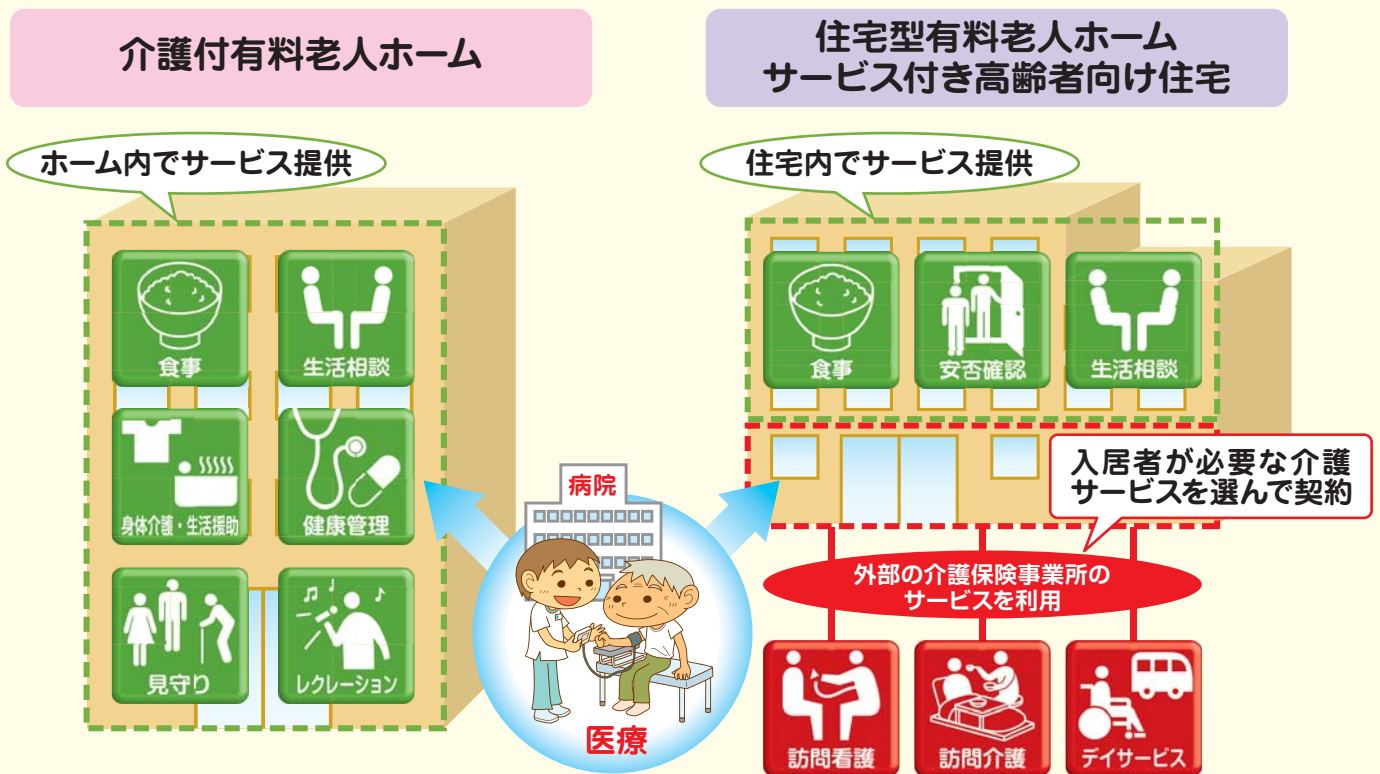 介護付有料老人ホーム
住宅型有料老人ホーム
サービス付き高齢者向け住宅
ホーム内でサービス提供
食事
生活相談
身体介護・生活援助
健康管理
見守り
レクレーション
病院
医療
住宅内でサービス提供
食事
安否確認
生活相談
入居者が必要な介護
サービスを選んで契約
外部の介護保険事業所の
サービスを利用
訪問看護
訪問介護
デイサービス